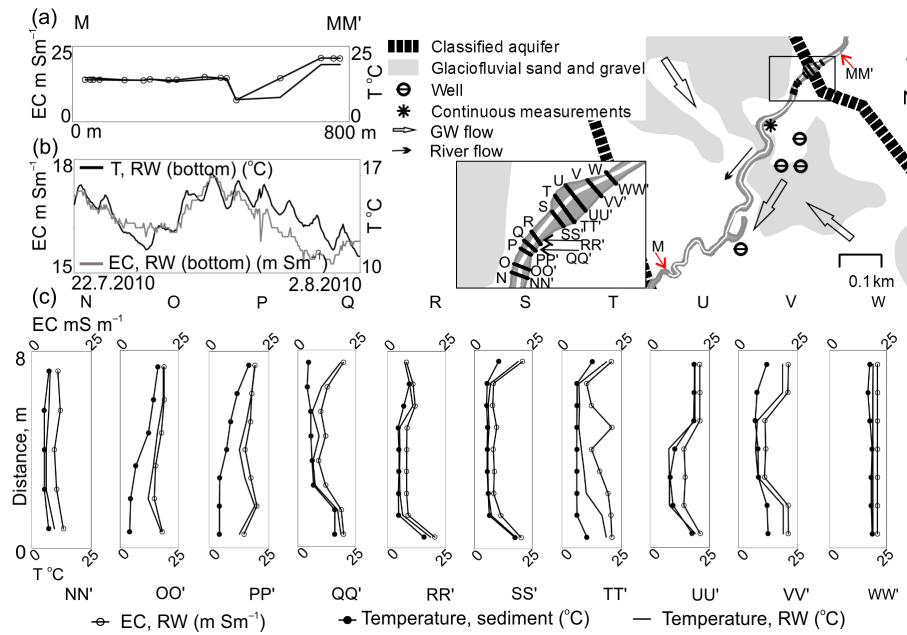 (a) M MM'
EC m Sm⁻¹
25
0
25
0
T °C
0 m 800 m
Classified aquifer
Glaciofluvial sand and gravel
Well
Continuous measurements
GW flow
River flow
MM'
M
0.1 km
(b)
EC m Sm⁻¹
18
15
17
10
T °C
T, RW (bottom) (°C)
EC, RW (bottom) (m Sm⁻¹)
22.7.2010 2.8.2010
W
V
U
T
S
R
Q
P
O
N
WW'
VV'
UU'
TT'
SS'
RR'
QQ'
PP'
OO'
NN'
(c) N O P Q R S T U V W
EC mS m⁻¹
0 25 0 25 0 25 0 25 0 25 0 25 0 25 0 25 0 25 0 25
8
Distance, m
0
0 25 0 25 0 25 0 25 0 25 0 25 0 25 0 25 0 25 0 25
T °C
NN' OO' PP' QQ' RR' SS' TT' UU' VV' WW'
EC, RW (m Sm⁻¹) Temperature, sediment (°C) Temperature, RW (°C)